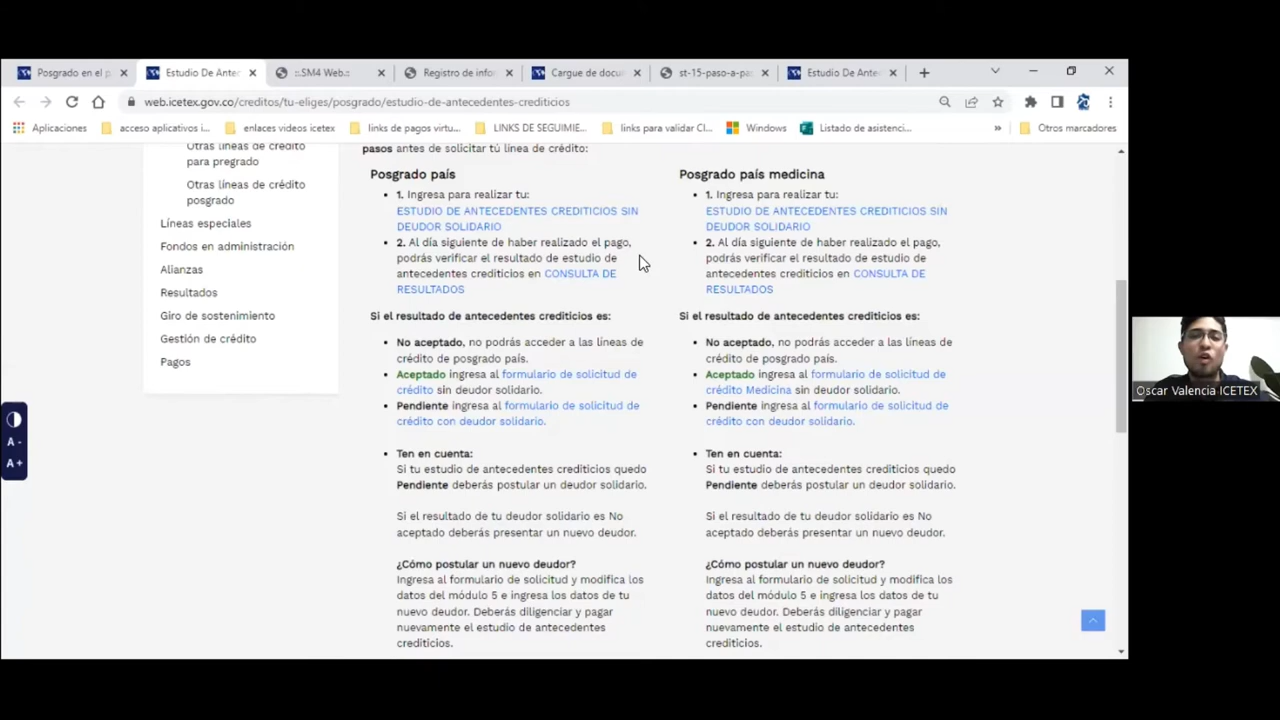 Posgrado en el p
Estudio De Antec
::.SM4 Web.::
Registro de info
Cargue de docu
st-15-paso-a-pa
Estudio De Ante
web.icetex.gov.co/creditos/tu-eliges/posgrado/estudio-de-antecedentes-crediticios
Aplicaciones
acceso aplicativos i...
enlaces videos icetex
links de pagos virtu...
LINKS DE SEGUIMIE...
links para validar CI...
Windows
Listado de asistenci...
»
Otros marcadores
Otras líneas de crédito
para pregrado
Otras líneas de crédito
posgrado
Líneas especiales
Fondos en administración
Alianzas
Resultados
Giro de sostenimiento
Gestión de crédito
Pagos
A -
A+
pasos antes de solicitar tú línea de crédito:
Posgrado país
1. Ingresa para realizar tu:
ESTUDIO DE ANTECEDENTES CREDITICIOS SIN
DEUDOR SOLIDARIO
2. Al día siguiente de haber realizado el pago,
podrás verificar el resultado de estudio de
antecedentes crediticios en CONSULTA DE
RESULTADOS
Si el resultado de antecedentes crediticios es:
No aceptado, no podrás acceder a las líneas de
crédito de posgrado país.
Aceptado ingresa al formulario de solicitud de
crédito sin deudor solidario.
Pendiente ingresa al formulario de solicitud de
crédito con deudor solidario.
Ten en cuenta:
Si tu estudio de antecedentes crediticios quedo
Pendiente deberás postular un deudor solidario.
Si el resultado de tu deudor solidario es No
aceptado deberás presentar un nuevo deudor.
¿Cómo postular un nuevo deudor?
Ingresa al formulario de solicitud y modifica los
datos del módulo 5 e ingresa los datos de tu
nuevo deudor. Deberás diligenciar y pagar
nuevamente el estudio de antecedentes
crediticios.
Posgrado país medicina
1. Ingresa para realizar tu:
ESTUDIO DE ANTECEDENTES CREDITICIOS SIN
DEUDOR SOLIDARIO
2. Al día siguiente de haber realizado el pago,
podrás verificar el resultado de estudio de
antecedentes crediticios en CONSULTA DE
RESULTADOS
Si el resultado de antecedentes crediticios es:
No aceptado, no podrás acceder a las líneas de
crédito de posgrado país.
Aceptado ingresa al formulario de solicitud de
crédito Medicina sin deudor solidario.
Pendiente ingresa al formulario de solicitud de
crédito con deudor solidario.
Ten en cuenta:
Si tu estudio de antecedentes crediticios quedo
Pendiente deberás postular un deudor solidario.
Si el resultado de tu deudor solidario es No
aceptado deberás presentar un nuevo deudor.
¿Cómo postular un nuevo deudor?
Ingresa al formulario de solicitud y modifica los
datos del módulo 5 e ingresa los datos de tu
nuevo deudor. Deberás diligenciar y pagar
nuevamente el estudio de antecedentes
crediticios.
Oscar Valencia ICETEX